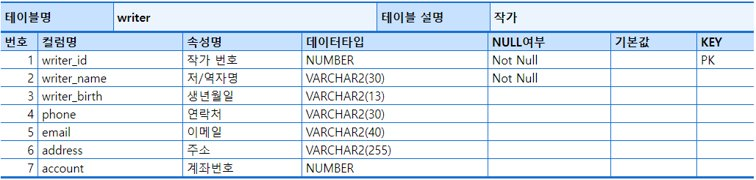 테이블명 writer 테이블 설명 작가
번호 컬럼명 속성명 데이터타입 NULL여부 기본값 KEY
1 writer_id 작가 번호 NUMBER Not Null PK
2 writer_name 저/역자명 VARCHAR2(30) Not Null
3 writer_birth 생년월일 VARCHAR2(13)
4 phone 연락처 VARCHAR2(30)
5 email 이메일 VARCHAR2(40)
6 address 주소 VARCHAR2(255)
7 account 계좌번호 NUMBER